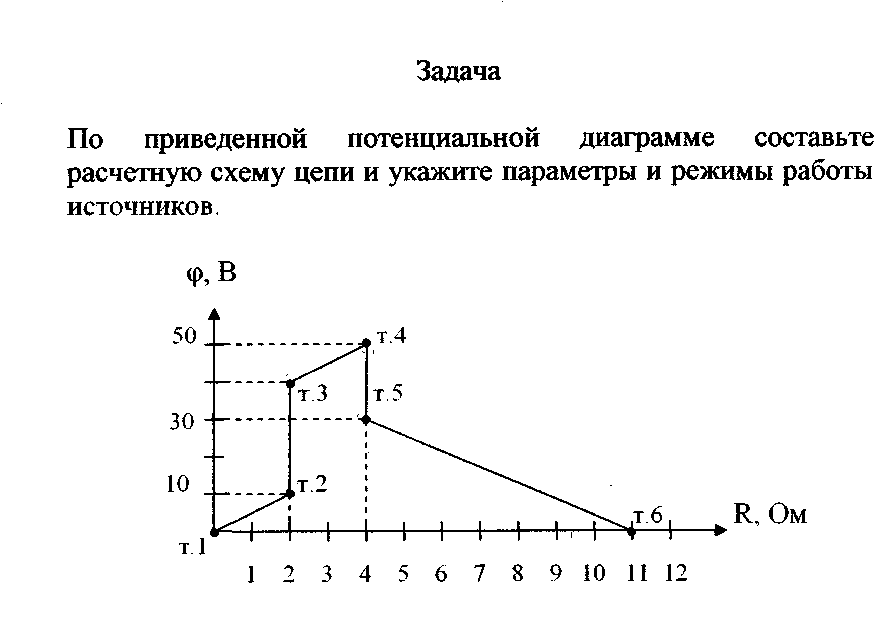 Задача
По приведенной потенциальной диаграмме составьте
расчетную схему цепи и укажите параметры и режимы работы
источников.
φ, В
50
т.4
т.3
т.5
30
10
т.2
т.6
R, Ом
т.1
1 2 3 4 5 6 7 8 9 10 11 12